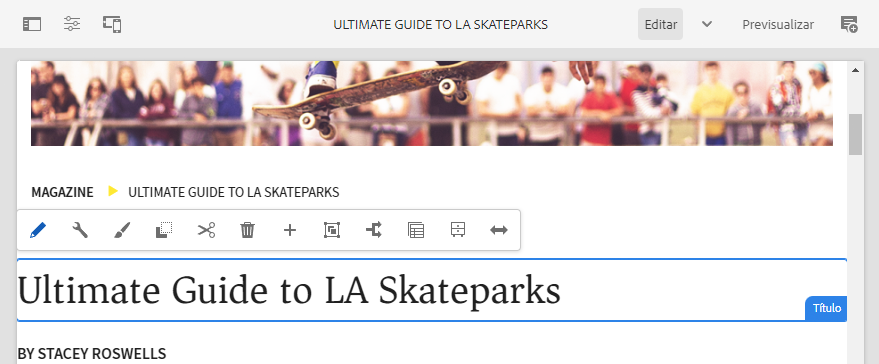 ULTIMATE GUIDE TO LA SKATEPARKS
Editar
Previsualizar
MAGAZINE ULTIMATE GUIDE TO LA SKATEPARKS
Ultimate Guide to LA Skateparks
Título
BY STACEY ROSWELLS